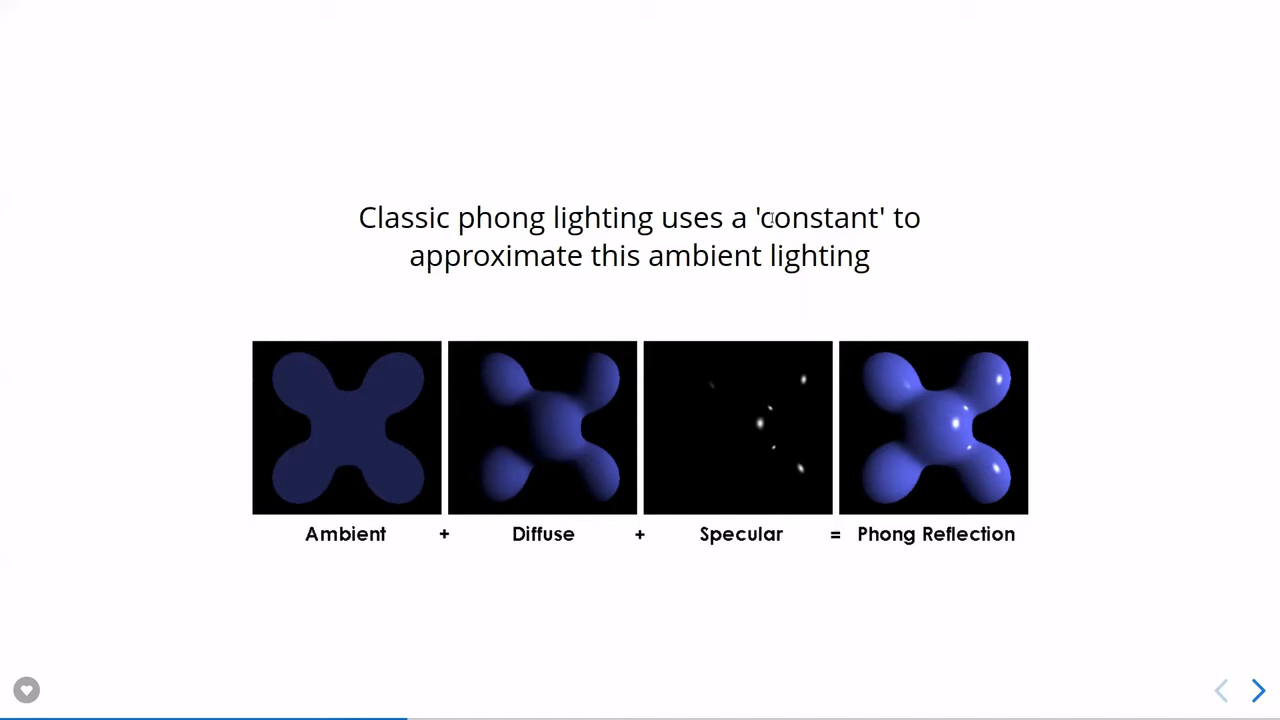 Classic phong lighting uses a 'constant' to
approximate this ambient lighting
Ambient + Diffuse + Specular = Phong Reflection